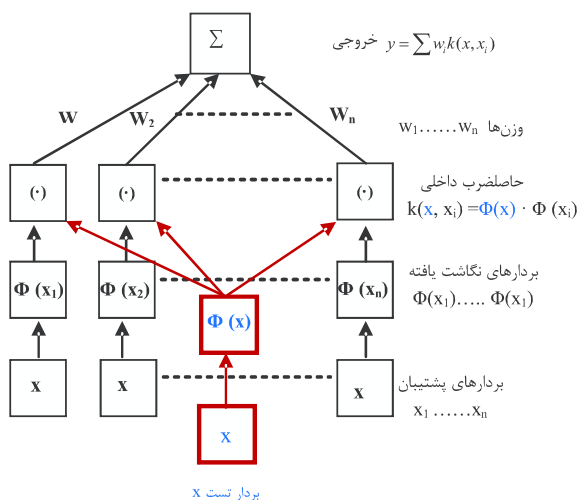 ∑
خروجی y = ∑ wᵢk(x, xᵢ)
W
W₂
Wₙ
وزن‌ها w₁......wₙ
(·)
(·)
(·)
حاصلضرب داخلی
k(x, xᵢ) =Φ(x) · Φ (xᵢ)
Φ (x₁)
Φ (x₂)
Φ (xₙ)
بردارهای نگاشت یافته
Φ(x₁)..... Φ(x₁)
Φ (x)
x
x
x
بردارهای پشتیبان
x₁ ......xₙ
x
بردار تست x